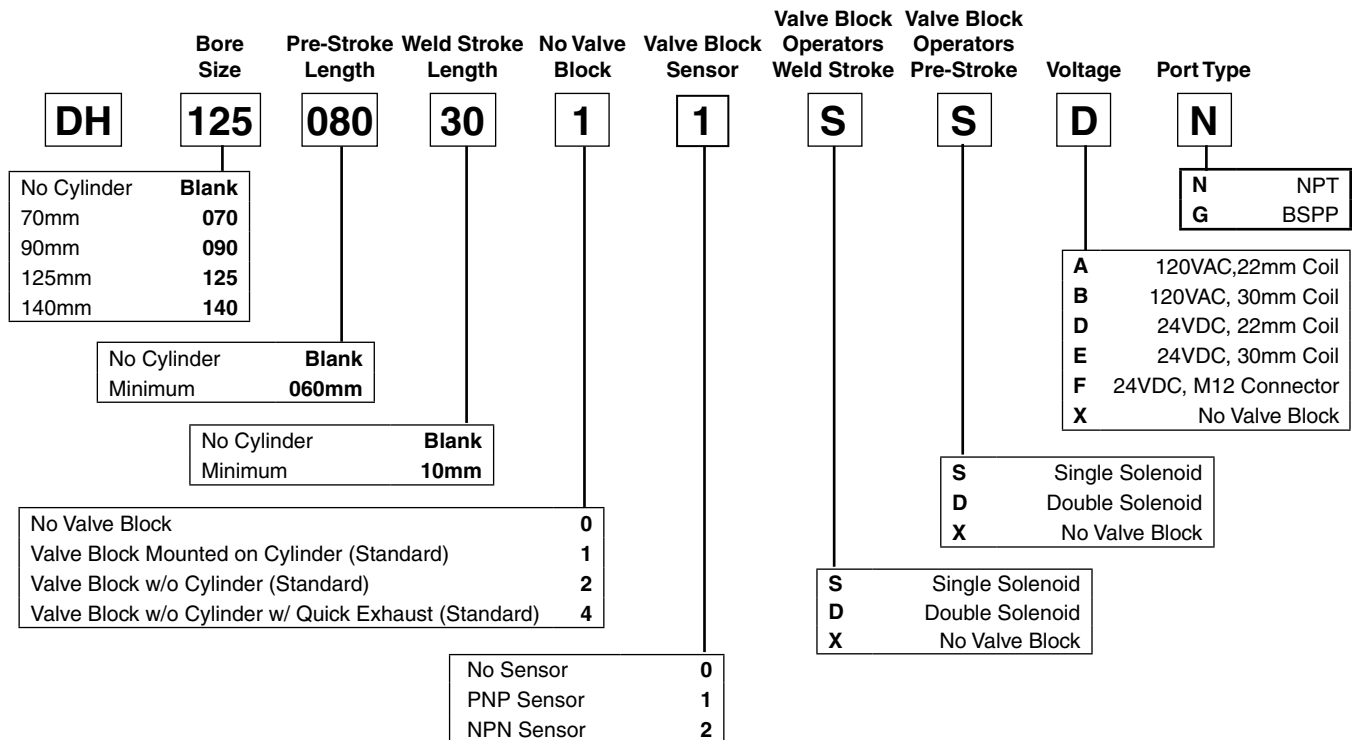 Bore Size
Pre-Stroke Length
Weld Stroke Length
No Valve Block
Valve Block Sensor
Valve Block Operators Weld Stroke
Valve Block Operators Pre-Stroke
Voltage
Port Type
DH 125 080 30 1 1 S S D N
No Cylinder Blank
70mm 070
90mm 090
125mm 125
140mm 140
No Cylinder Blank
Minimum 060mm
No Cylinder Blank
Minimum 10mm
No Valve Block 0
Valve Block Mounted on Cylinder (Standard) 1
Valve Block w/o Cylinder (Standard) 2
Valve Block w/o Cylinder w/ Quick Exhaust (Standard) 4
No Sensor 0
PNP Sensor 1
NPN Sensor 2
S Single Solenoid
D Double Solenoid
X No Valve Block
S Single Solenoid
D Double Solenoid
X No Valve Block
A 120VAC,22mm Coil
B 120VAC, 30mm Coil
D 24VDC, 22mm Coil
E 24VDC, 30mm Coil
F 24VDC, M12 Connector
X No Valve Block
N NPT
G BSPP